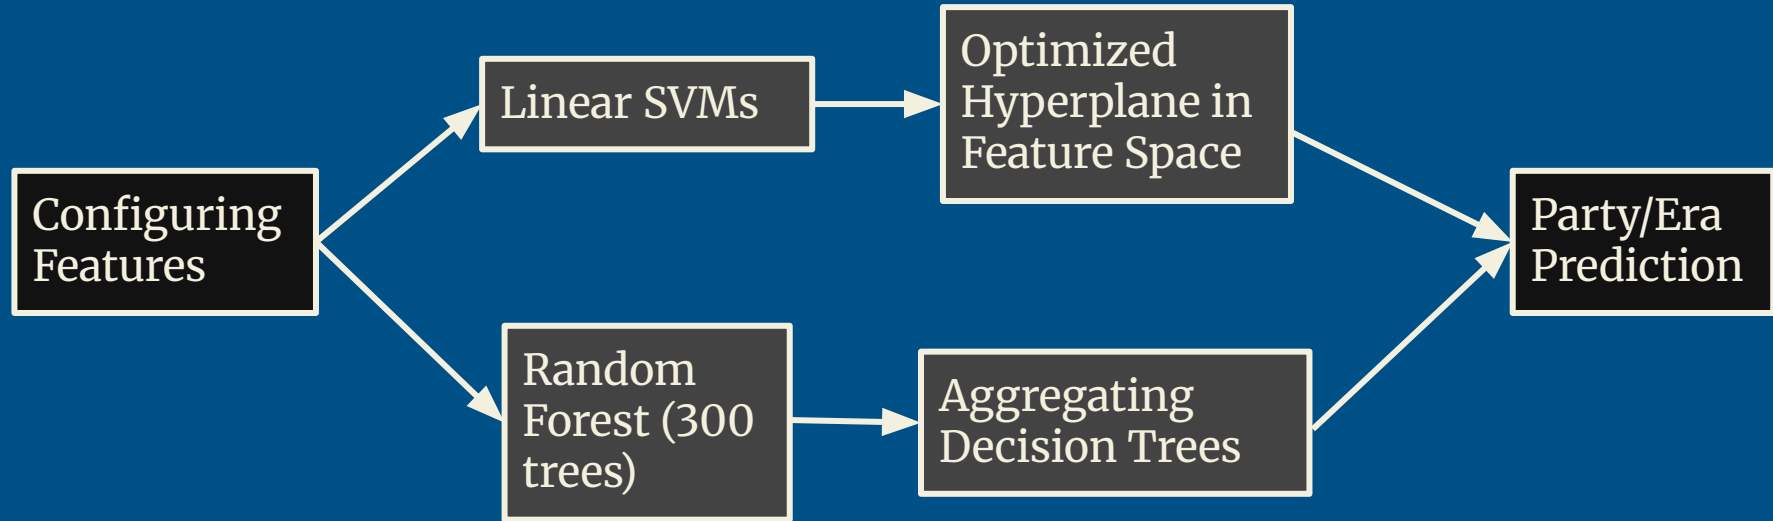 Configuring
Features
Linear SVMs
Optimized
Hyperplane in
Feature Space
Random
Forest (300
trees)
Aggregating
Decision Trees
Party/Era
Prediction